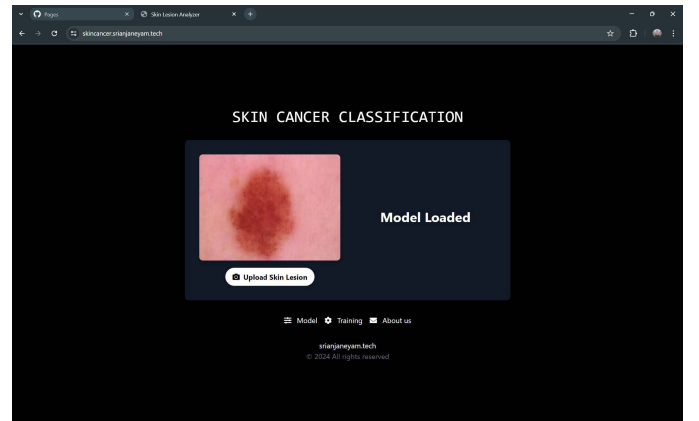 Pages
Skin Lesion Analyzer
skincancer.srianjaneyam.tech
SKIN CANCER CLASSIFICATION
Model Loaded
Upload Skin Lesion
Model Training About us
srianjaneyam.tech
© 2024 All rights reserved